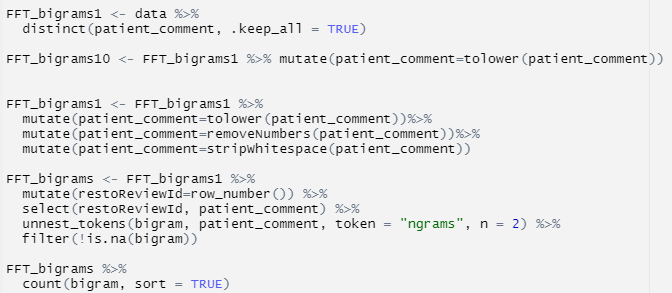 FFT_bigrams1 <- data %>%
  distinct(patient_comment, .keep_all = TRUE)

FFT_bigrams10 <- FFT_bigrams1 %>% mutate(patient_comment=tolower(patient_comment))


FFT_bigrams1 <- FFT_bigrams1 %>%
  mutate(patient_comment=tolower(patient_comment))%>%
  mutate(patient_comment=removeNumbers(patient_comment))%>%
  mutate(patient_comment=stripWhitespace(patient_comment))

FFT_bigrams <- FFT_bigrams1 %>%
  mutate(restoReviewId=row_number()) %>%
  select(restoReviewId, patient_comment) %>%
  unnest_tokens(bigram, patient_comment, token = "ngrams", n = 2) %>%
  filter(!is.na(bigram))

FFT_bigrams %>%
  count(bigram, sort = TRUE)